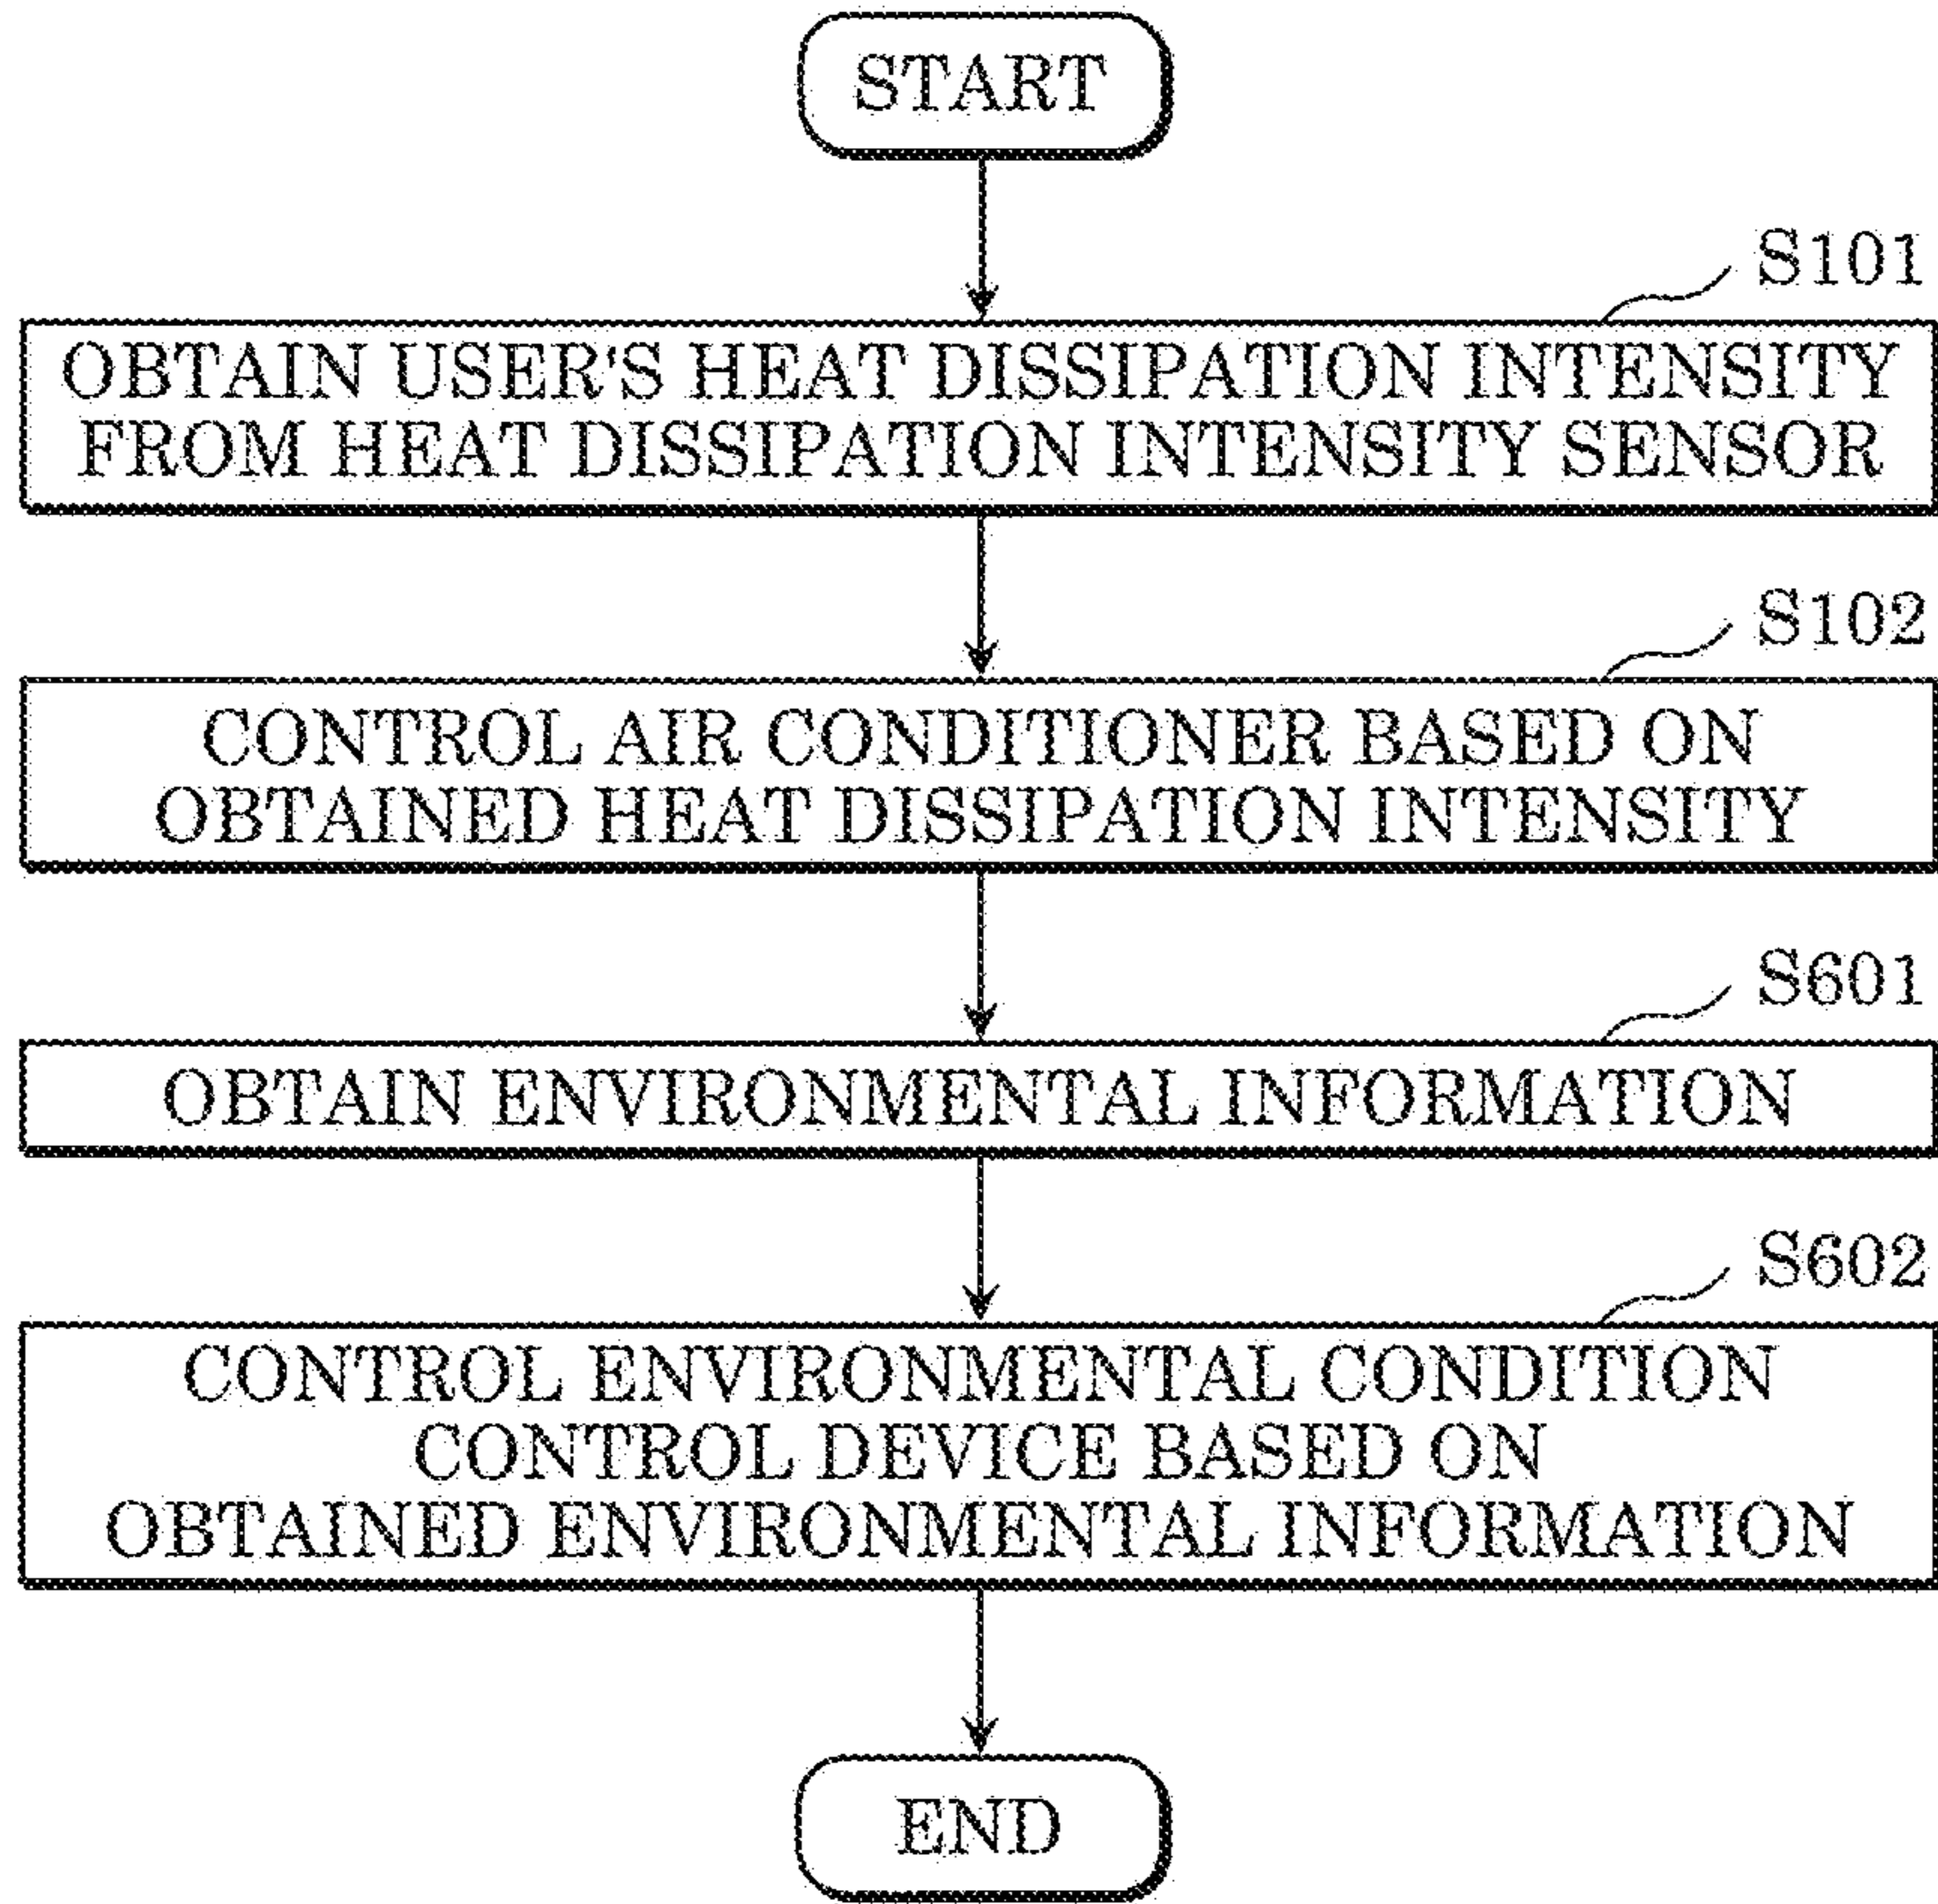 START
S101
OBTAIN USER'S HEAT DISSIPATION INTENSITY
FROM HEAT DISSIPATION INTENSITY SENSOR
S102
CONTROL AIR CONDITIONER BASED ON
OBTAINED HEAT DISSIPATION INTENSITY
S601
OBTAIN ENVIRONMENTAL INFORMATION
S602
CONTROL ENVIRONMENTAL CONDITION
CONTROL DEVICE BASED ON
OBTAINED ENVIRONMENTAL INFORMATION
END